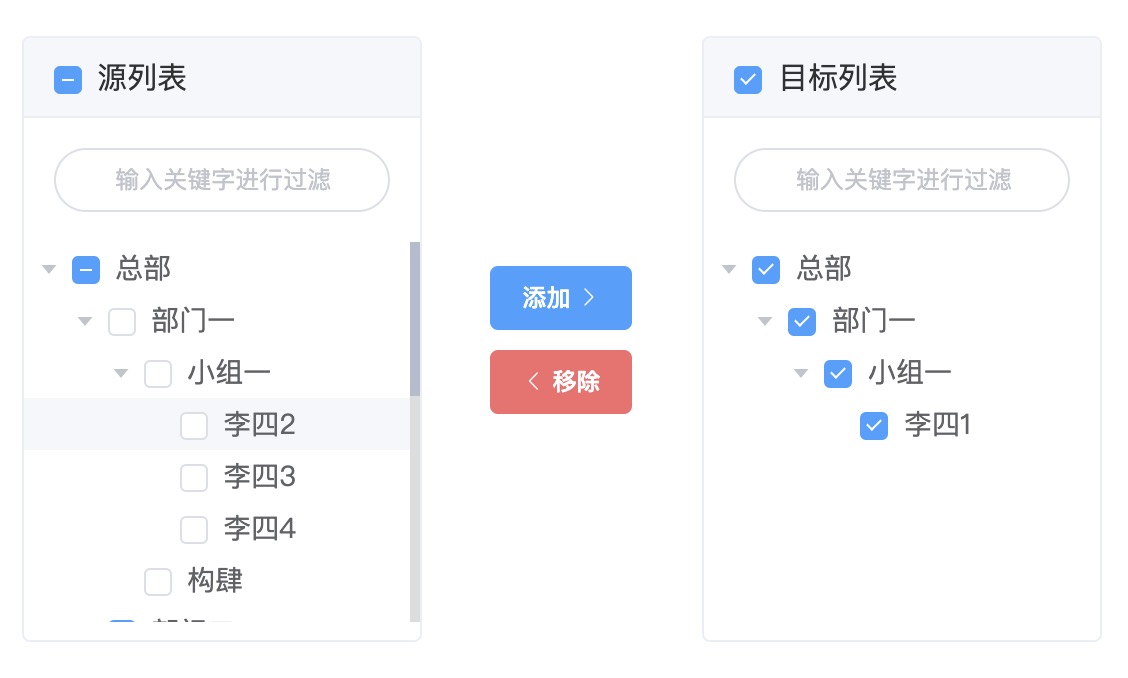 源列表
输入关键字进行过滤
总部
部门一
小组一
李四2
李四3
李四4
构肆
添加
移除
目标列表
输入关键字进行过滤
总部
部门一
小组一
李四1